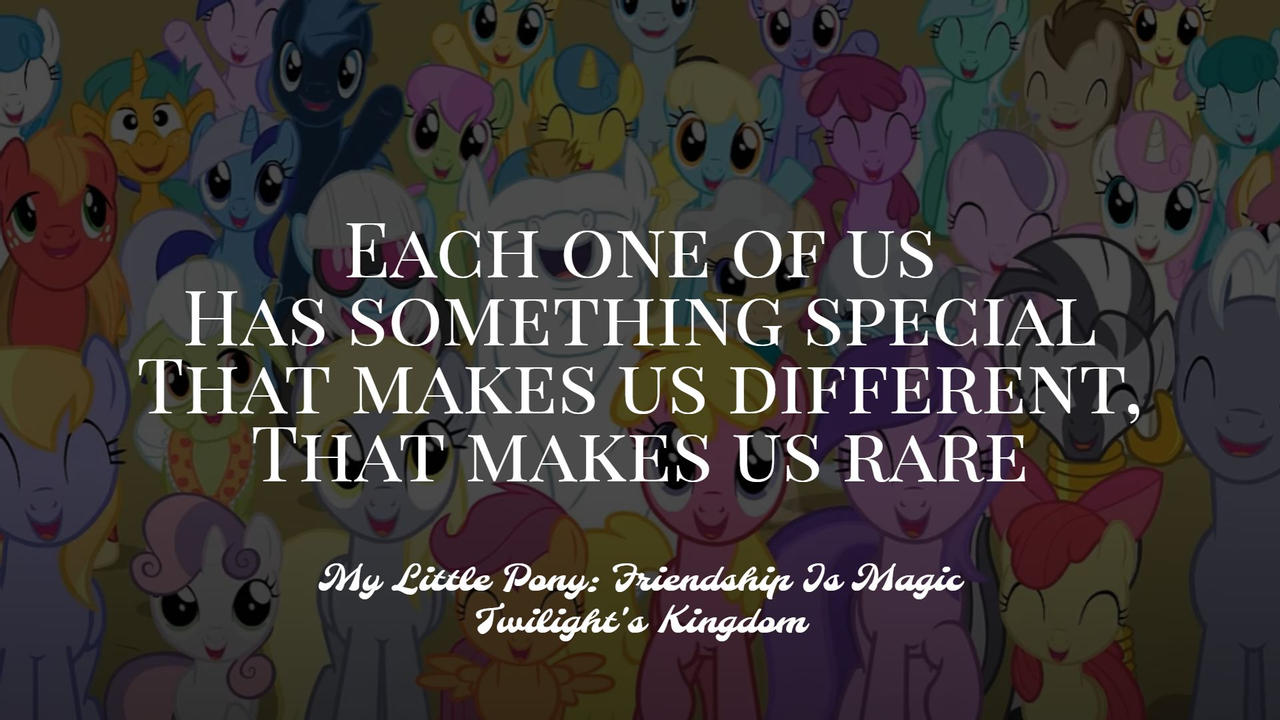 Each one of us
Has something special
That makes us different,
That makes us rare
My Little Pony: Friendship Is Magic
Twilight's Kingdom